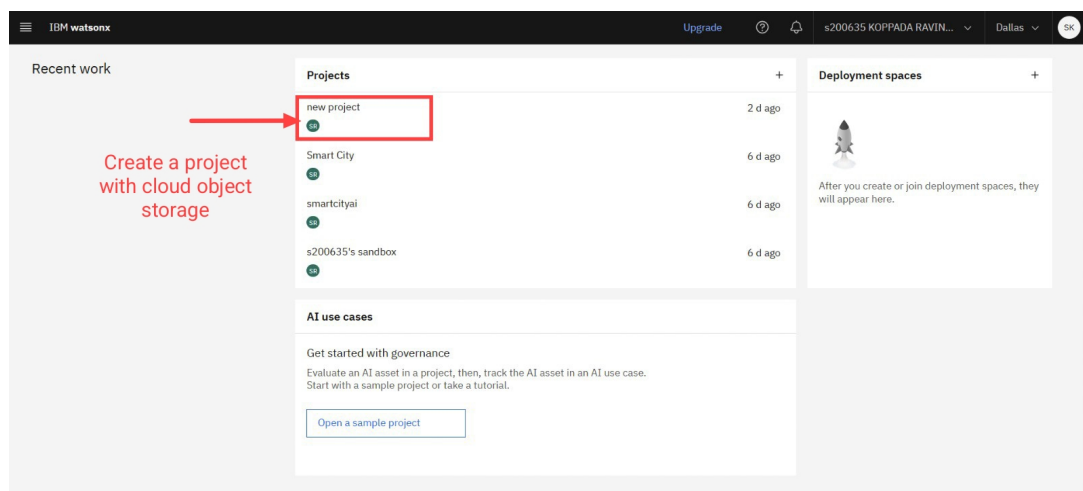 IBM watsonx
Upgrade
s200635 KOPPADA RAVIN...
Dallas
SK
Recent work
Projects
+
new project
2 d ago
SR
Smart City
6 d ago
SR
smartcityai
6 d ago
SR
s200635's sandbox
6 d ago
SR
Create a project
with cloud object
storage
Deployment spaces
+
After you create or join deployment spaces, they
will appear here.
AI use cases
Get started with governance
Evaluate an AI asset in a project, then, track the AI asset in an AI use case.
Start with a sample project or take a tutorial.
Open a sample project